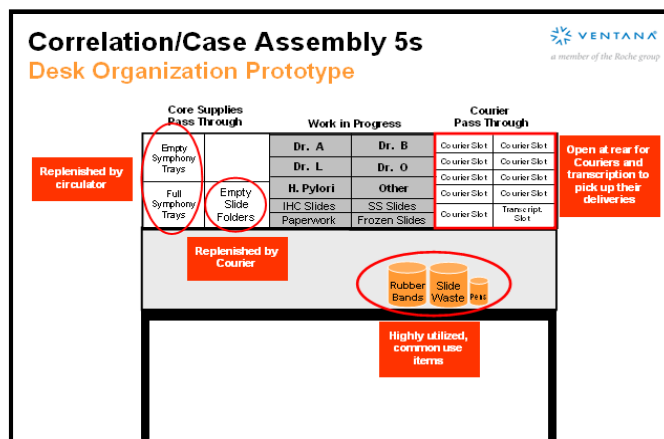 Correlation/Case Assembly 5s
Desk Organization Prototype
VENTANA
a member of the Roche group
Core Supplies
Pass Through
Work in Progress
Courier
Pass Through
Replenished by
circulator
Empty
Symphony
Trays
Full
Symphony
Trays
Empty
Slide
Folders
Dr. A
Dr. B
Dr. L
Dr. O
H. Pylori
Other
IHC Slides
SS Slides
Paperwork
Frozen Slides
Courier Slot
Courier Slot
Courier Slot
Courier Slot
Courier Slot
Courier Slot
Courier Slot
Courier Slot
Courier Slot
Transcript.
Slot
Open at rear for
Couriers and
transcription to
pick up their
deliveries
Replenished by
Courier
Rubber
Bands
Slide
Waste
Pens
Highly utilized,
common use
items